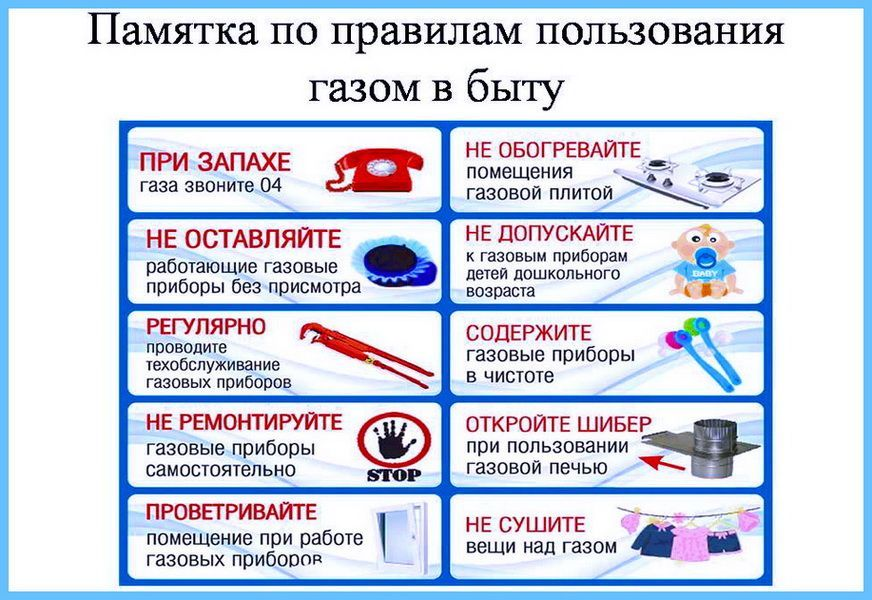 Памятка по правилам пользования
газом в быту
ПРИ ЗАПАХЕ
газа звоните 04
НЕ ОСТАВЛЯЙТЕ
работающие газовые
приборы без присмотра
РЕГУЛЯРНО
проводите
техобслуживание
газовых приборов
НЕ РЕМОНТИРУЙТЕ
газовые приборы
самостоятельно
STOP
ПРОВЕТРИВАЙТЕ
помещение при работе
газовых приборов
НЕ ОБОГРЕВАЙТЕ
помещения
газовой плитой
НЕ ДОПУСКАЙТЕ
к газовым приборам
детей дошкольного
возраста
BABY
СОДЕРЖИТЕ
газовые приборы
в чистоте
ОТКРОЙТЕ ШИБЕР
при пользовании
газовой печью
НЕ СУШИТЕ
вещи над газом